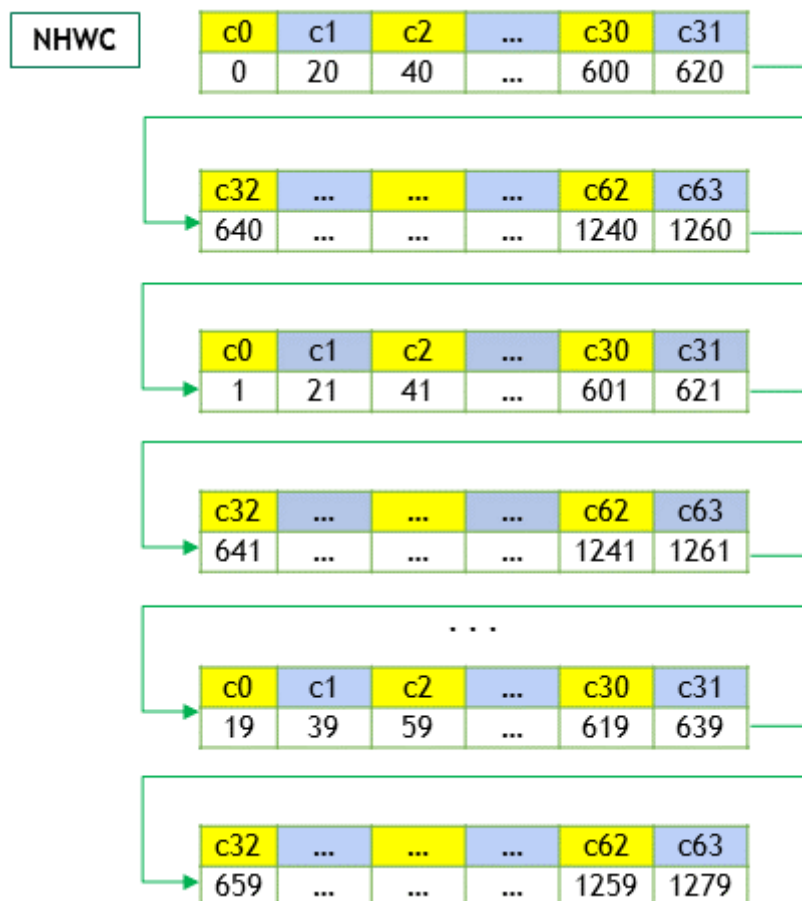 NHWC
c0 c1 c2 ... c30 c31
0 20 40 ... 600 620
c32 ... ... ... c62 c63
640 ... ... ... 1240 1260
c0 c1 c2 ... c30 c31
1 21 41 ... 601 621
c32 ... ... ... c62 c63
641 ... ... ... 1241 1261
. . .
c0 c1 c2 ... c30 c31
19 39 59 ... 619 639
c32 ... ... ... c62 c63
659 ... ... ... 1259 1279